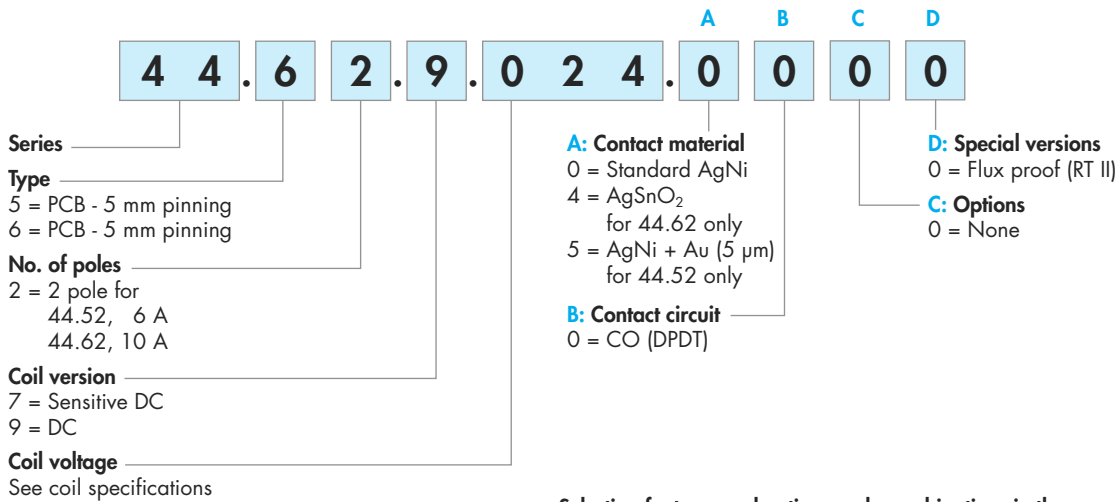 A B C D
4 4 . 6 2 . 9 . 0 2 4 . 0 0 0 0
Series
Type
5 = PCB - 5 mm pinning
6 = PCB - 5 mm pinning
No. of poles
2 = 2 pole for
44.52, 6 A
44.62, 10 A
Coil version
7 = Sensitive DC
9 = DC
Coil voltage
See coil specifications
A: Contact material
0 = Standard AgNi
4 = AgSnO₂
for 44.62 only
5 = AgNi + Au (5 µm)
for 44.52 only
B: Contact circuit
0 = CO (DPDT)
D: Special versions
0 = Flux proof (RT II)
C: Options
0 = None